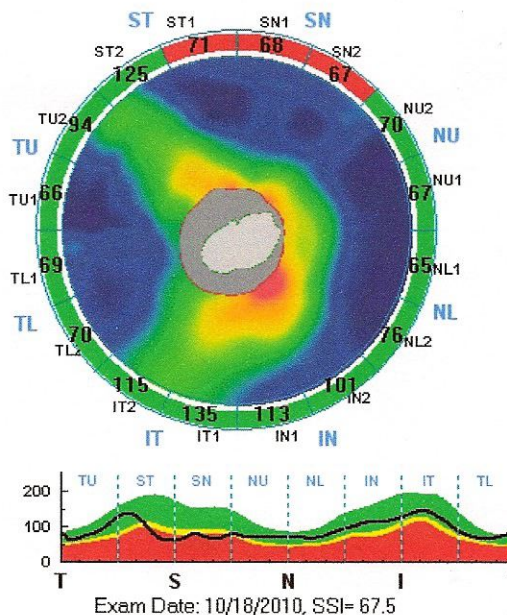 ST ST1 SN1 SN
ST2 71 68 SN2
125 67
TU2 94 70 NU2
TU NU
TU1 66 67 NU1
TL1 69 65 NL1
TL NL
TL2 70 76 NL2
115 101
IT2 135 113 IN2
IT IT1 IN1 IN
TU ST SN NU NL IN IT TL
200
100
0
T S N I
Exam Date: 10/18/2010, SSI= 67.5